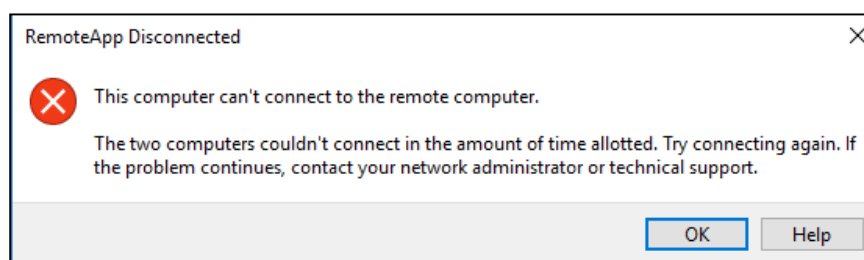 RemoteApp Disconnected
This computer can't connect to the remote computer.
The two computers couldn't connect in the amount of time allotted. Try connecting again. If
the problem continues, contact your network administrator or technical support.
OK
Help